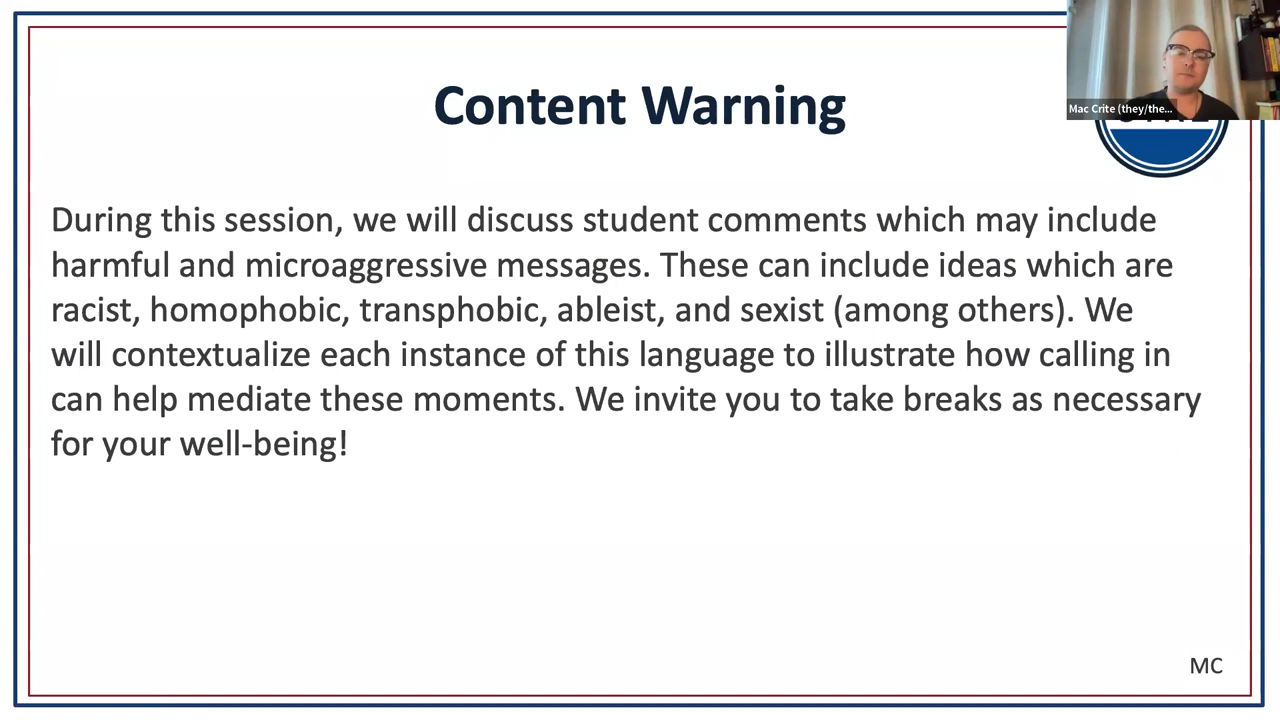 Content Warning
Mac Crite (they/the...
During this session, we will discuss student comments which may include
harmful and microaggressive messages. These can include ideas which are
racist, homophobic, transphobic, ableist, and sexist (among others). We
will contextualize each instance of this language to illustrate how calling in
can help mediate these moments. We invite you to take breaks as necessary
for your well-being!
MC